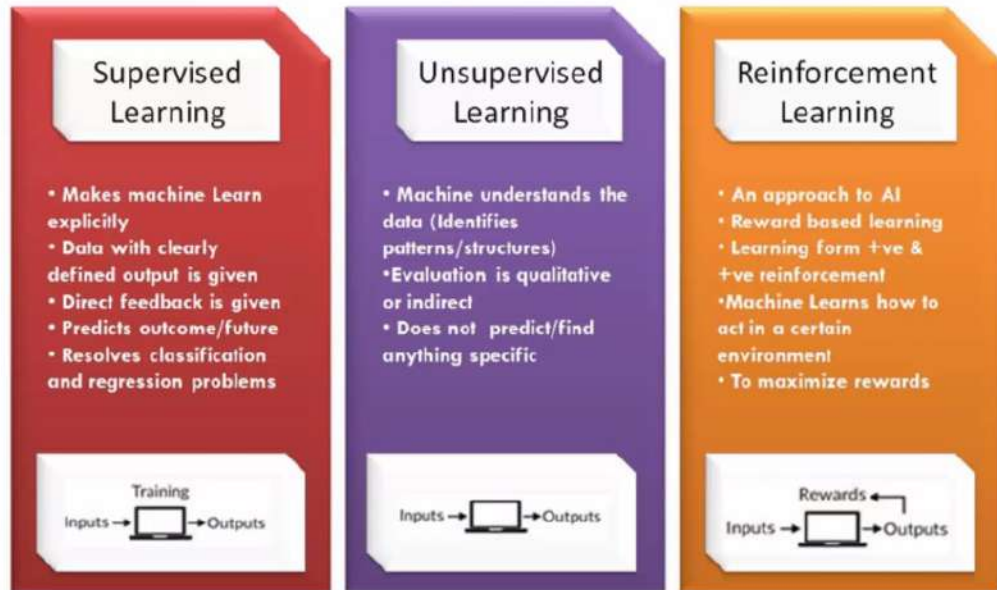 Supervised
Learning
• Makes machine Learn
explicitly
• Data with clearly
defined output is given
• Direct feedback is given
• Predicts outcome/future
• Resolves classification
and regression problems
Training
Inputs → Outputs
Unsupervised
Learning
• Machine understands the
data (Identifies
patterns/structures)
•Evaluation is qualitative
or indirect
• Does not predict/find
anything specific
Inputs → Outputs
Reinforcement
Learning
• An approach to AI
• Reward based learning
• Learning form +ve &
+ve reinforcement
•Machine Learns how to
act in a certain
environment
• To maximize rewards
Rewards
Inputs → Outputs